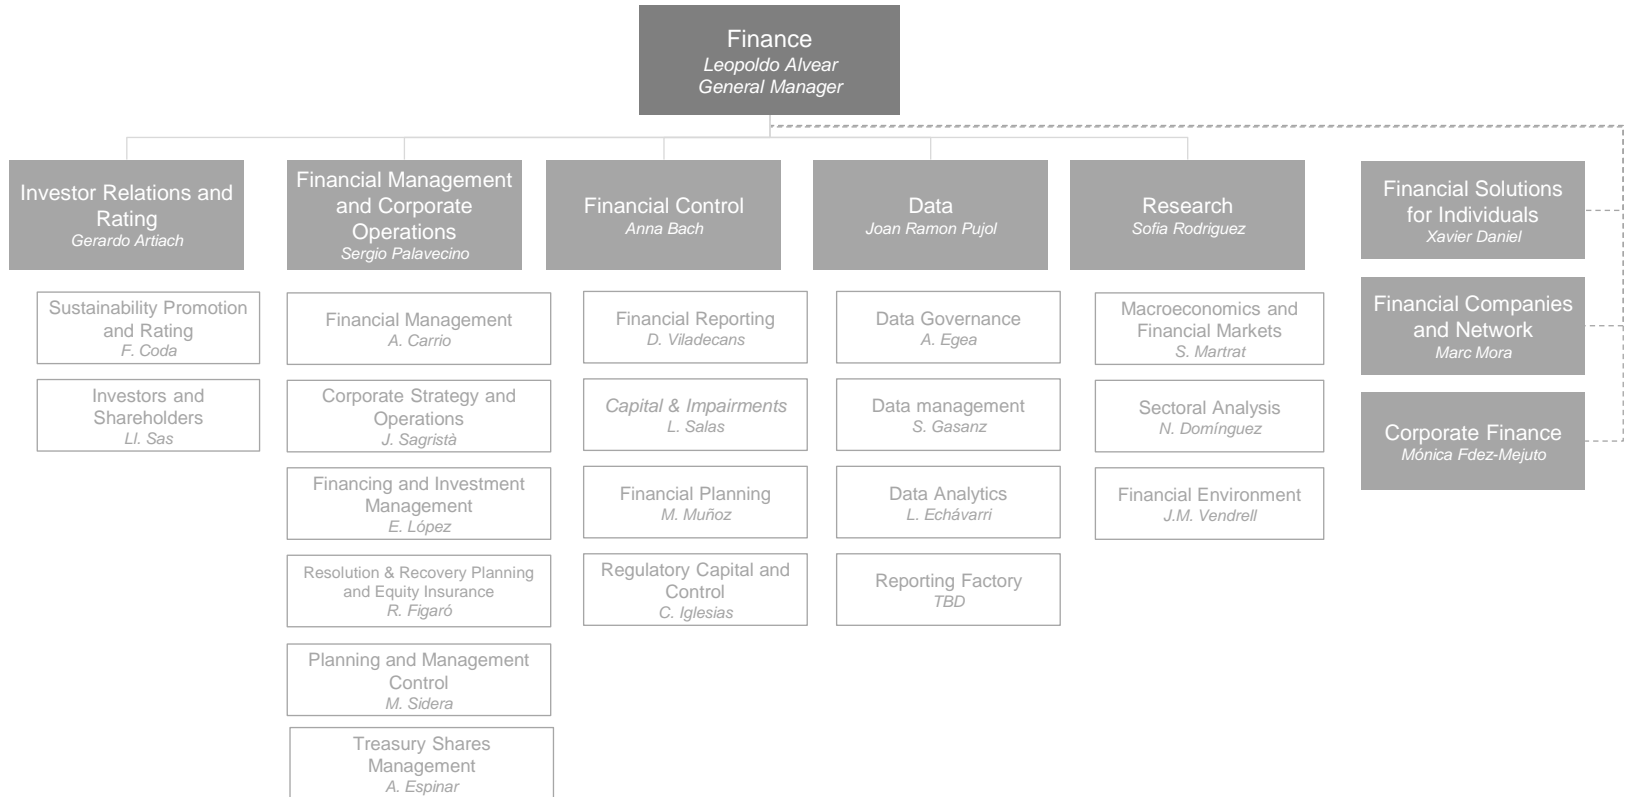 Finance
Leopoldo Alvear
General Manager
Investor Relations and
Rating
Gerardo Artiach
Financial Management
and Corporate
Operations
Sergio Palavecino
Financial Control
Anna Bach
Data
Joan Ramon Pujol
Research
Sofia Rodriguez
Financial Solutions
for Individuals
Xavier Daniel
Financial Companies
and Network
Marc Mora
Corporate Finance
Mónica Fdez-Mejuto
Sustainability Promotion
and Rating
F. Coda
Investors and
Shareholders
Ll. Sas
Financial Management
A. Carrio
Corporate Strategy and
Operations
J. Sagristà
Financing and Investment
Management
E. López
Resolution & Recovery Planning
and Equity Insurance
R. Figaró
Planning and Management
Control
M. Sidera
Treasury Shares
Management
A. Espinar
Financial Reporting
D. Viladecans
Capital & Impairments
L. Salas
Financial Planning
M. Muñoz
Regulatory Capital and
Control
C. Iglesias
Data Governance
A. Egea
Data management
S. Gasanz
Data Analytics
L. Echávarri
Reporting Factory
TBD
Macroeconomics and
Financial Markets
S. Martrat
Sectoral Analysis
N. Domínguez
Financial Environment
J.M. Vendrell